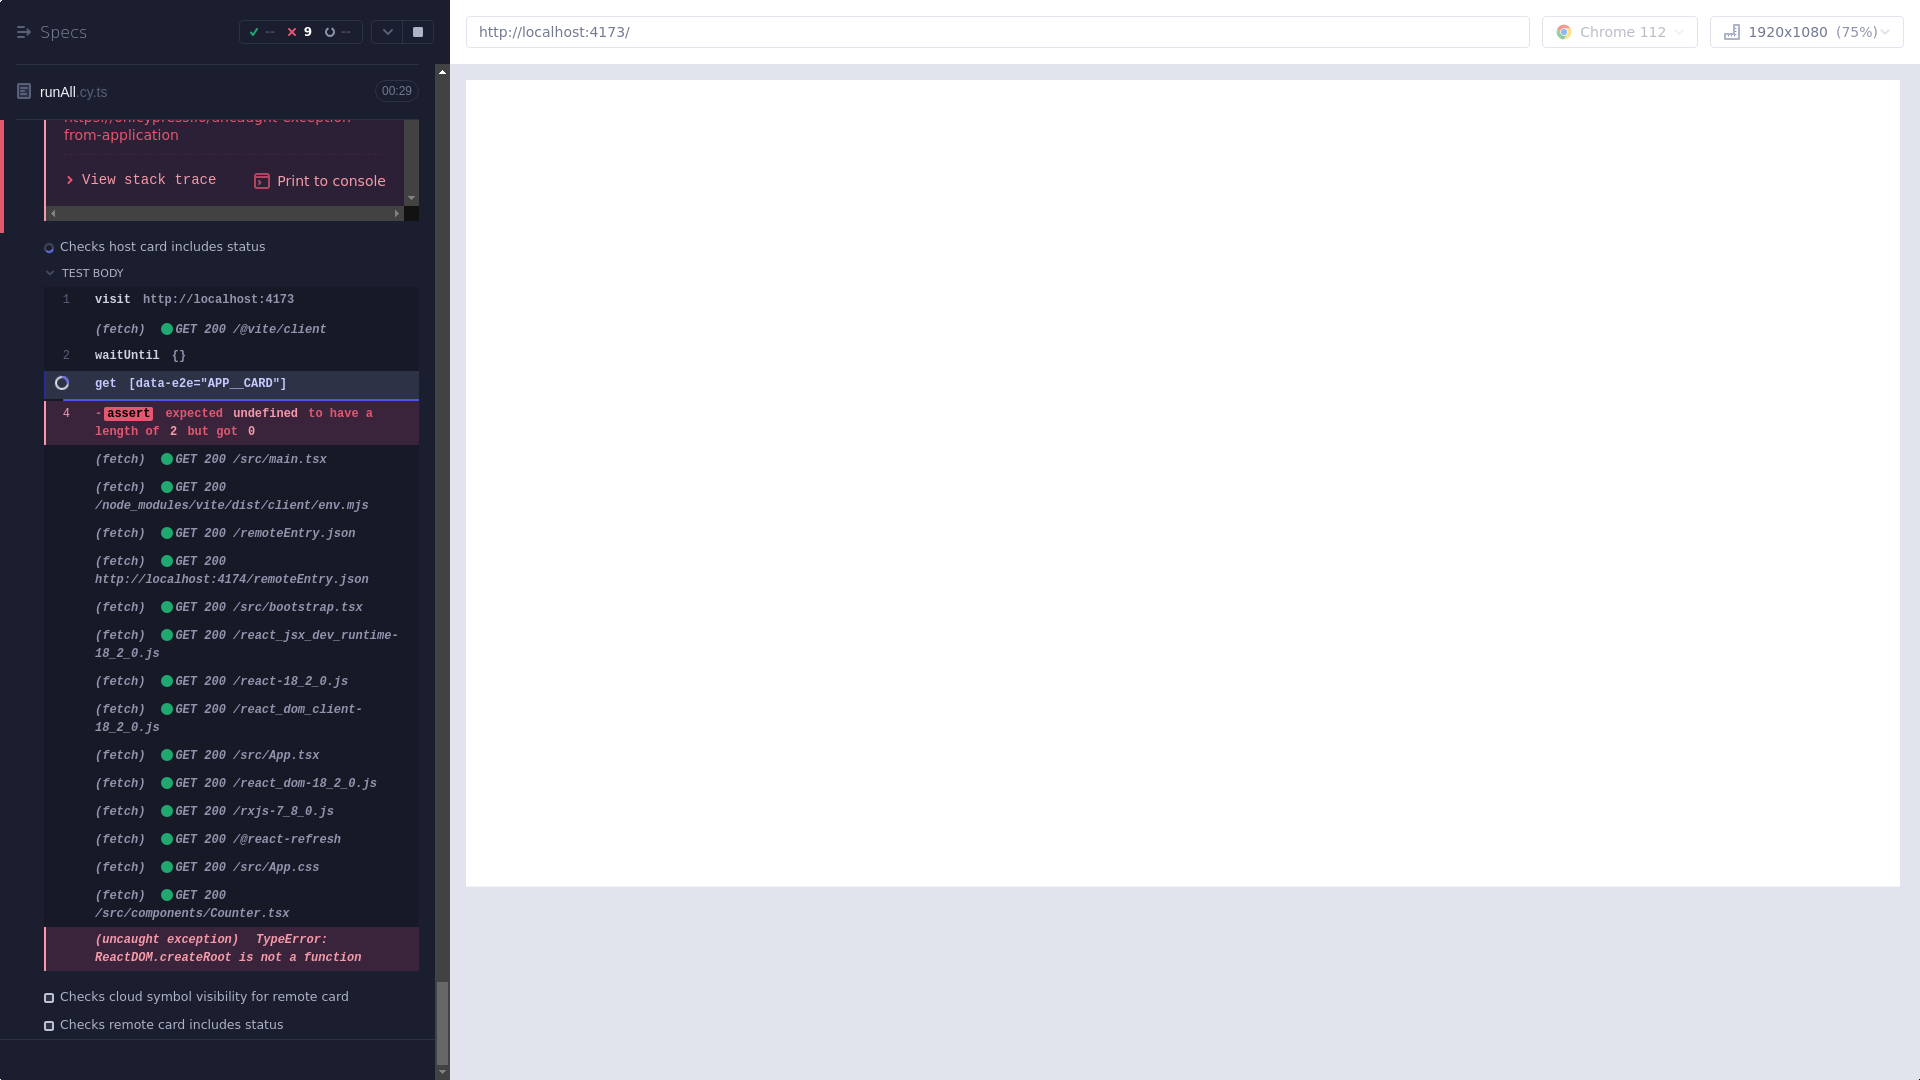 Specs
-- 9 --
http://localhost:4173/
Chrome 112
1920x1080 (75%)
runAll.cy.ts
00:29
https://on.cypress.io/uncaught-exception-
from-application
View stack trace
Print to console
Checks host card includes status
TEST BODY
1 visit http://localhost:4173
(fetch) GET 200 /@vite/client
2 waitUntil {}
get [data-e2e="APP__CARD"]
4 -assert expected undefined to have a
length of 2 but got 0
(fetch) GET 200 /src/main.tsx
(fetch) GET 200
/node_modules/vite/dist/client/env.mjs
(fetch) GET 200 /remoteEntry.json
(fetch) GET 200
http://localhost:4174/remoteEntry.json
(fetch) GET 200 /src/bootstrap.tsx
(fetch) GET 200 /react_jsx_dev_runtime-
18_2_0.js
(fetch) GET 200 /react-18_2_0.js
(fetch) GET 200 /react_dom_client-
18_2_0.js
(fetch) GET 200 /src/App.tsx
(fetch) GET 200 /react_dom-18_2_0.js
(fetch) GET 200 /rxjs-7_8_0.js
(fetch) GET 200 /@react-refresh
(fetch) GET 200 /src/App.css
(fetch) GET 200
/src/components/Counter.tsx
(uncaught exception) TypeError:
ReactDOM.createRoot is not a function
Checks cloud symbol visibility for remote card
Checks remote card includes status